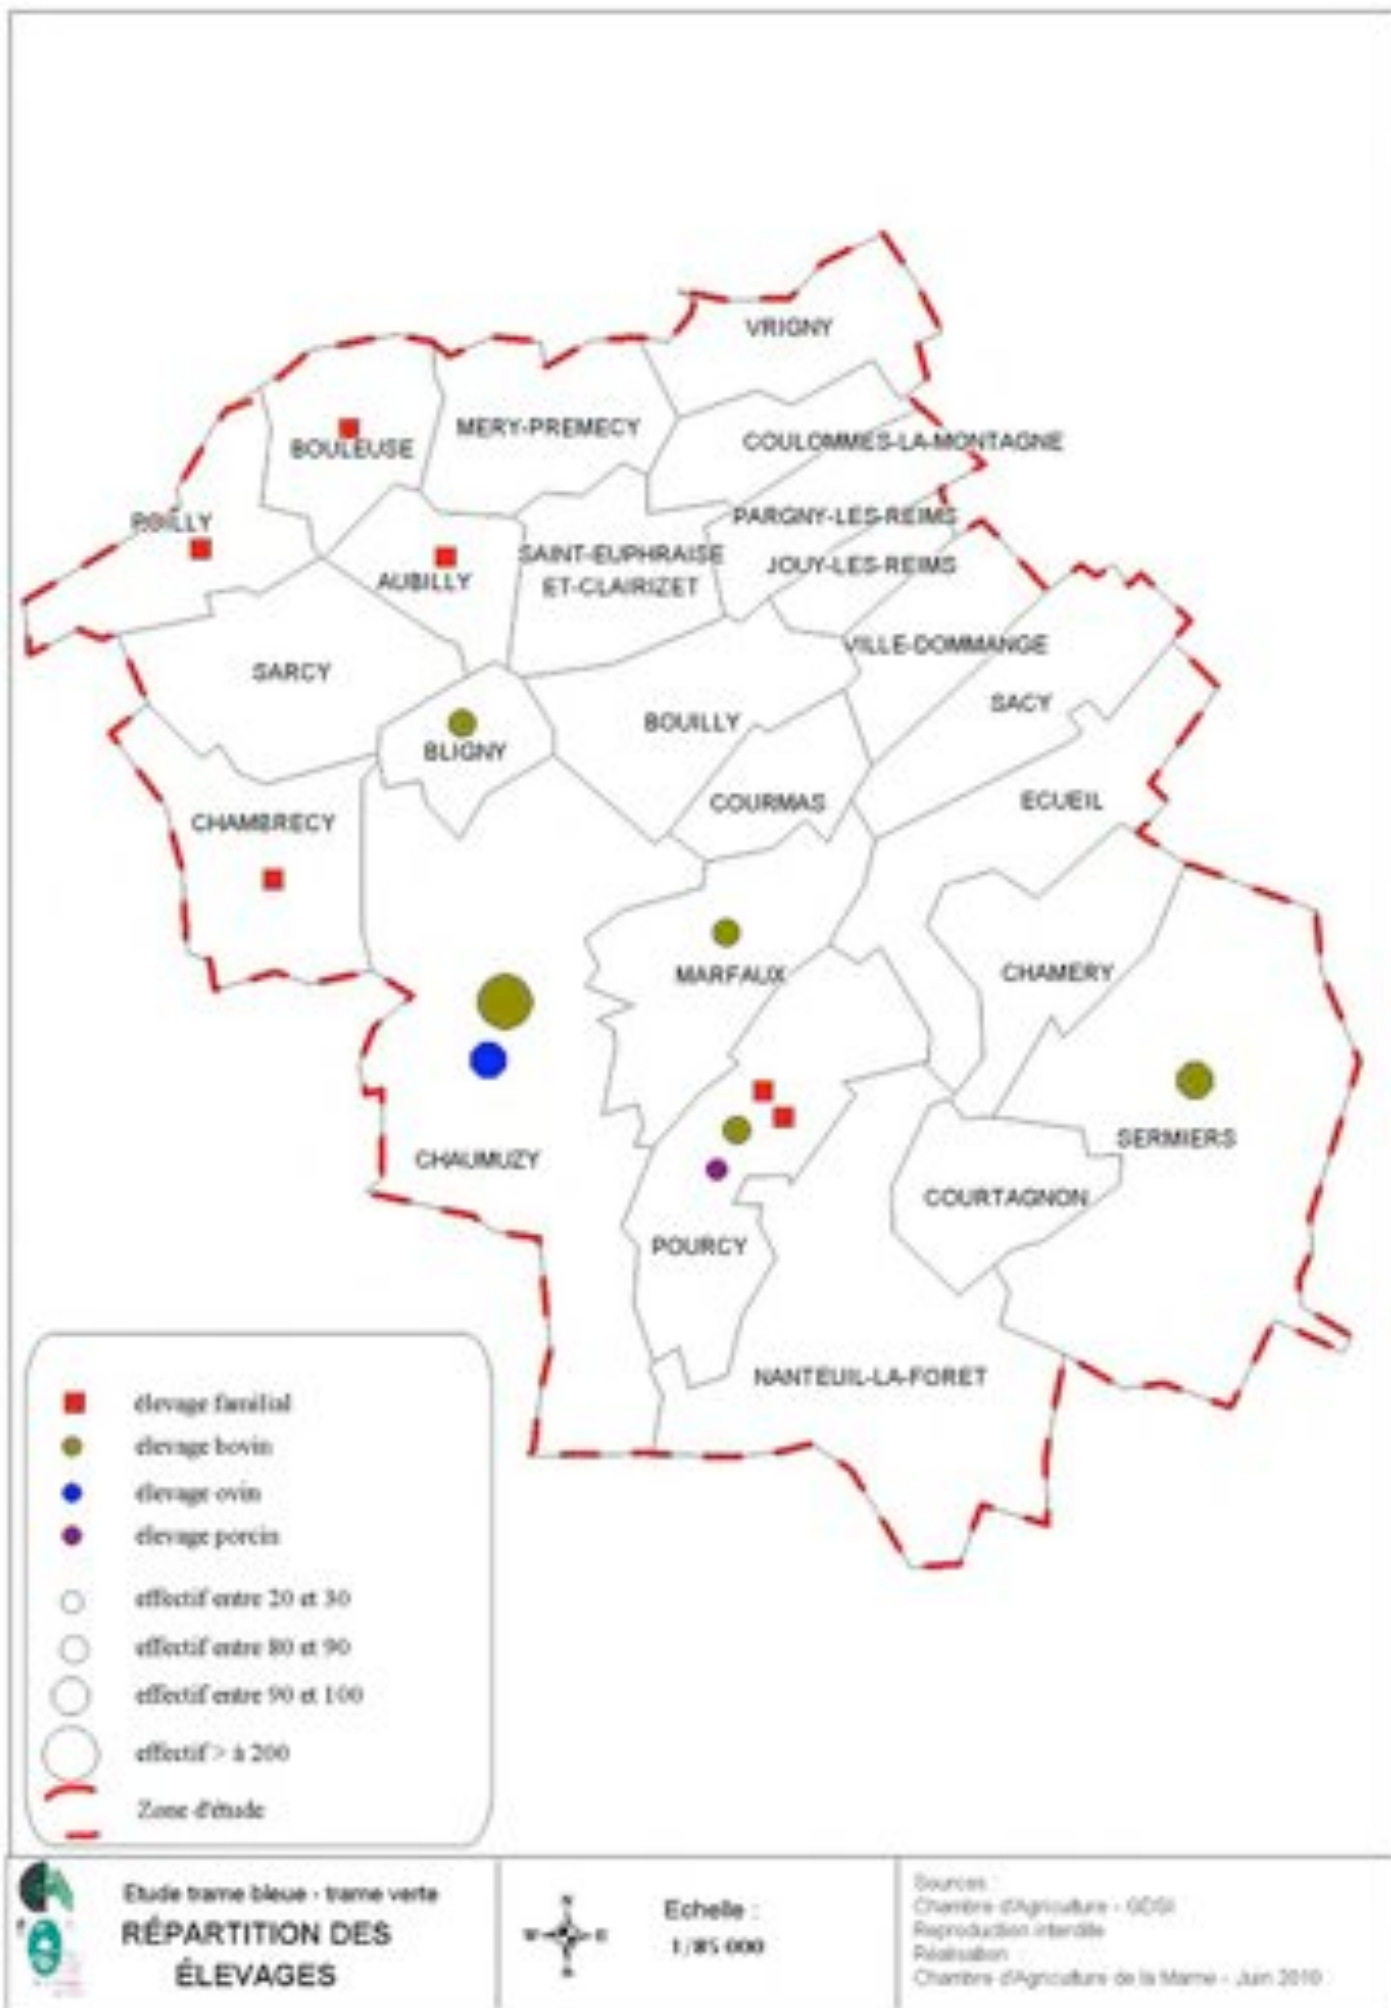 VRIGNY
MERY-PREMECY
BOULEUSE
COULOMMES-LA-MONTAGNE
POILLY
PARGNY-LES-REIMS
SAINT-EUPHRAISE
ET-CLAIRIZET
JOUY-LES-REIMS
AUBILLY
VILLE-DOMMANGE
SARCY
SACY
BOUILLY
BLIGNY
COURMAS
ECUEIL
CHAMBRECY
MARFAUX
CHAMERY
SERMIERS
CHAUMUZY
COURTAGNON
POURCY
NANTEUIL-LA-FORET
élevage familial
élevage bovin
élevage ovin
élevage porcin
effectif entre 20 et 30
effectif entre 80 et 90
effectif entre 90 et 100
effectif > à 200
Zone d'étude
Etude trame bleue - trame verte
RÉPARTITION DES
ÉLEVAGES
N
W E
S
Echelle :
1/85 000
Sources :
Chambre d'Agriculture - GDSI
Reproduction interdite
Réalisation :
Chambre d'Agriculture de la Marne - Juin 2010